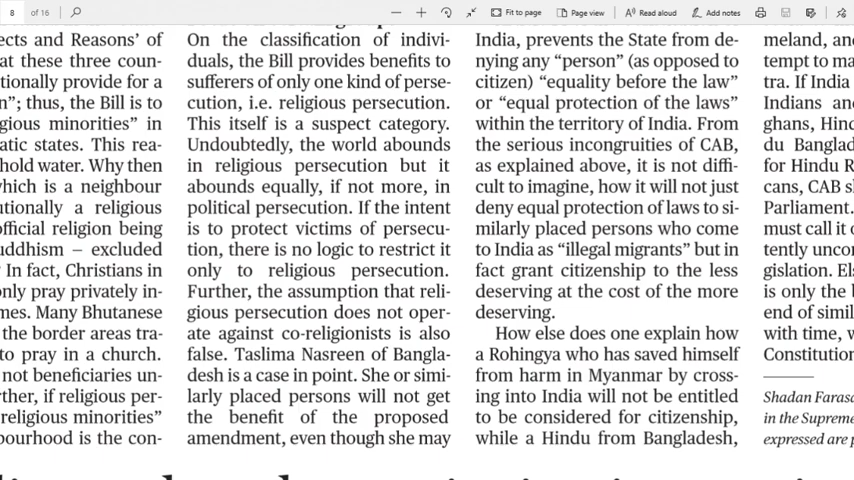 8 of 16 Fit to page Page view Read aloud Add notes
ects and Reasons’ of
at these three coun-
tionally provide for a
n”; thus, the Bill is to
gious minorities” in
atic states. This rea-
hold water. Why then
which is a neighbour
utionally a religious
official religion being
uddhism — excluded
? In fact, Christians in
only pray privately in-
mes. Many Bhutanese
the border areas tra-
to pray in a church.
not beneficiaries un-
rther, if religious per-
religious minorities”
bourhood is the con-
On the classification of indivi-
duals, the Bill provides benefits to
sufferers of only one kind of perse-
cution, i.e. religious persecution.
This itself is a suspect category.
Undoubtedly, the world abounds
in religious persecution but it
abounds equally, if not more, in
political persecution. If the intent
is to protect victims of persecu-
tion, there is no logic to restrict it
only to religious persecution.
Further, the assumption that reli-
gious persecution does not oper-
ate against co-religionists is also
false. Taslima Nasreen of Bangla-
desh is a case in point. She or simi-
larly placed persons will not get
the benefit of the proposed
amendment, even though she may
India, prevents the State from de-
nying any “person” (as opposed to
citizen) “equality before the law”
or “equal protection of the laws”
within the territory of India. From
the serious incongruities of CAB,
as explained above, it is not diffi-
cult to imagine, how it will not just
deny equal protection of laws to si-
milarly placed persons who come
to India as “illegal migrants” but in
fact grant citizenship to the less
deserving at the cost of the more
deserving.
How else does one explain how
a Rohingya who has saved himself
from harm in Myanmar by cross-
ing into India will not be entitled
to be considered for citizenship,
while a Hindu from Bangladesh,
meland, an
tempt to ma
tra. If India
Indians an
ghans, Hind
du Banglad
for Hindu R
cans, CAB s
Parliament.
must call it o
tently uncon
gislation. Els
is only the b
end of simil
with time, w
Constitution
Shadan Farasa
in the Supreme
expressed are p